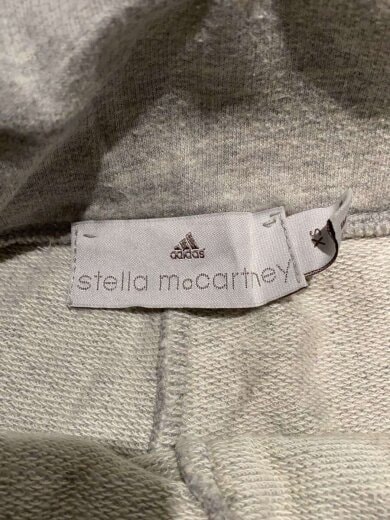 adidas
stella mccartney
XS